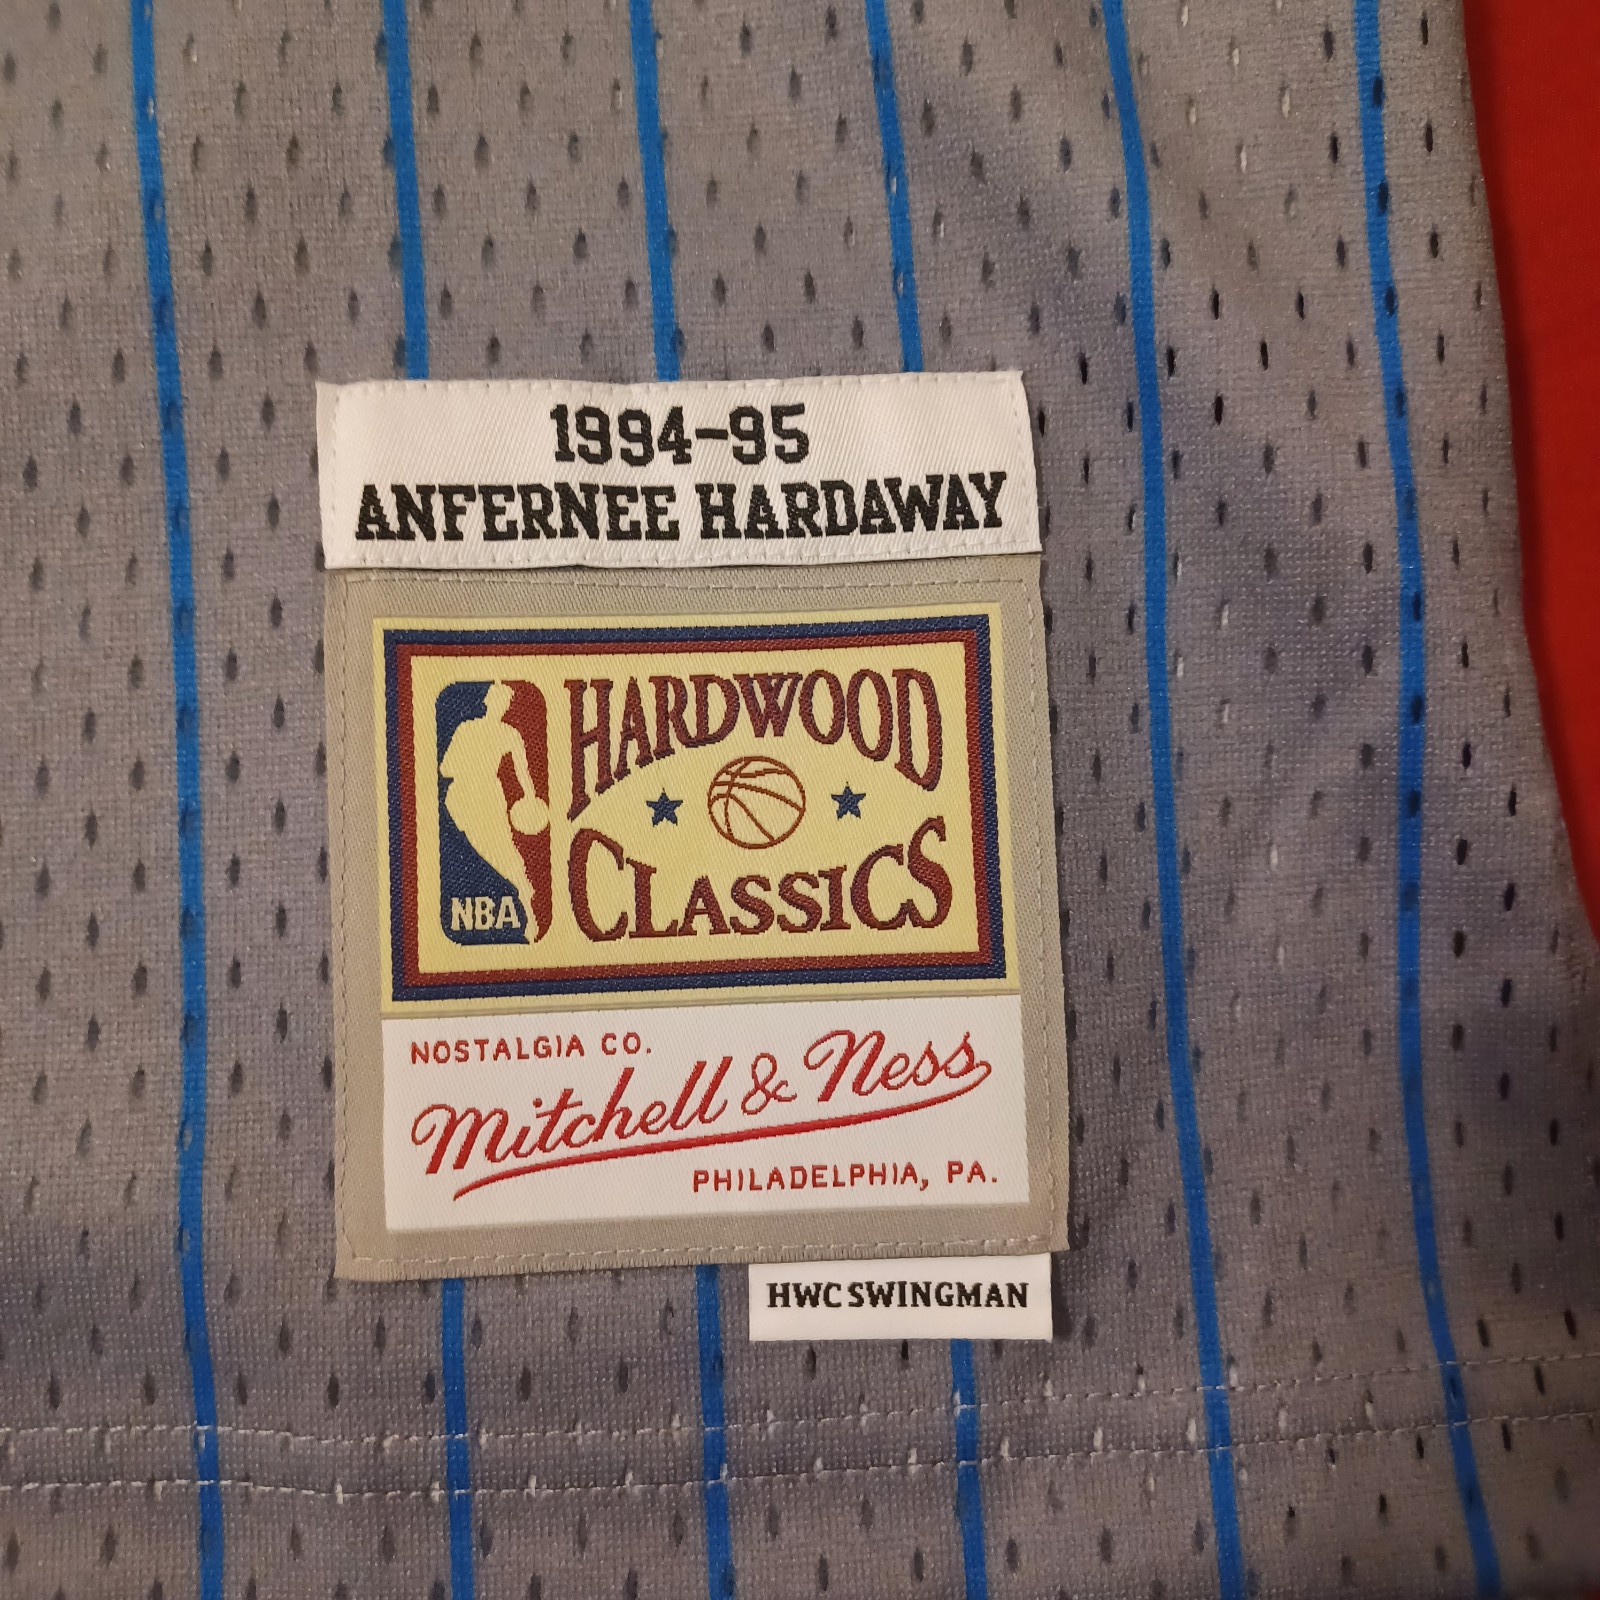 1994-95
ANFERNEE HARDAWAY
HARDWOOD
CLASSICS
NBA
NOSTALGIA CO.
Mitchell & Ness
PHILADELPHIA, PA.
HWC SWINGMAN